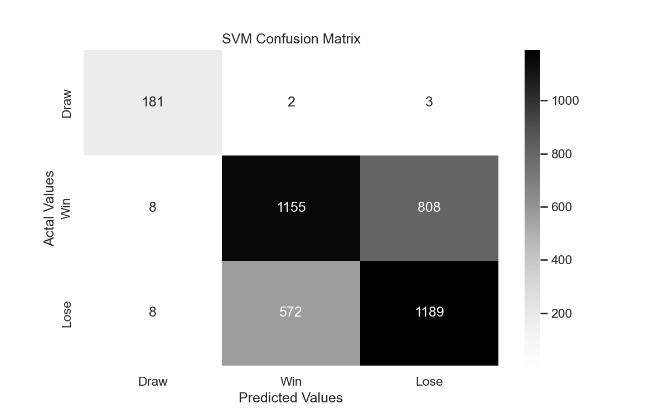 SVM Confusion Matrix
Draw 181 2 3
Win 8 1155 808
Lose 8 572 1189
Draw Win Lose
Predicted Values
Actal Values
1000
800
600
400
200